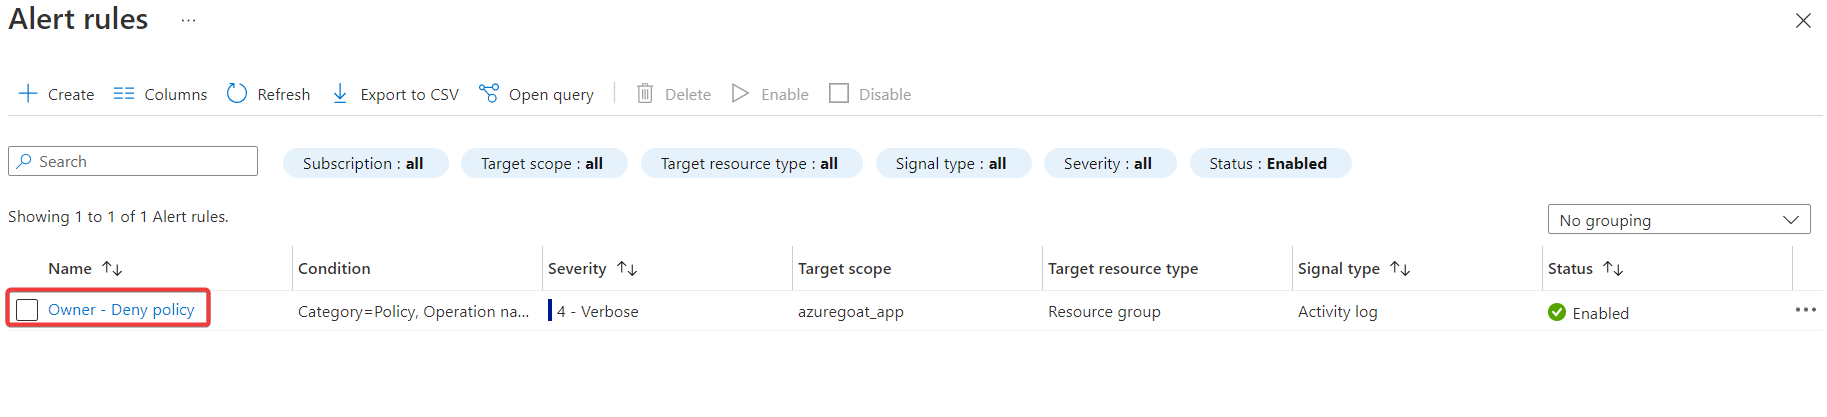 Alert rules ...
Create Columns Refresh Export to CSV Open query Delete Enable Disable
Search Subscription : all Target scope : all Target resource type : all Signal type : all Severity : all Status : Enabled
Showing 1 to 1 of 1 Alert rules.
No grouping
Name Condition Severity Target scope Target resource type Signal type Status
Owner - Deny policy Category=Policy, Operation na... 4 - Verbose azuregoat_app Resource group Activity log Enabled ...